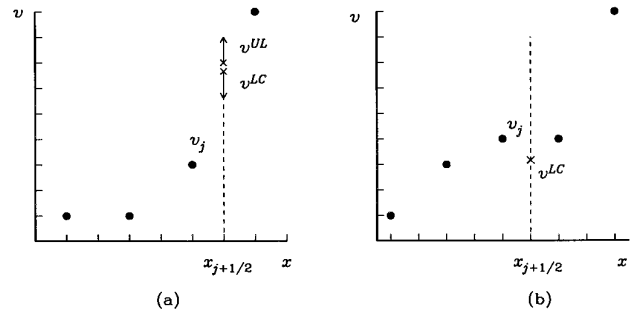 v
v^{UL}
v^{LC}
v_j
x_{j+1/2}
x
(a)
v
v_j
v^{LC}
x_{j+1/2}
x
(b)